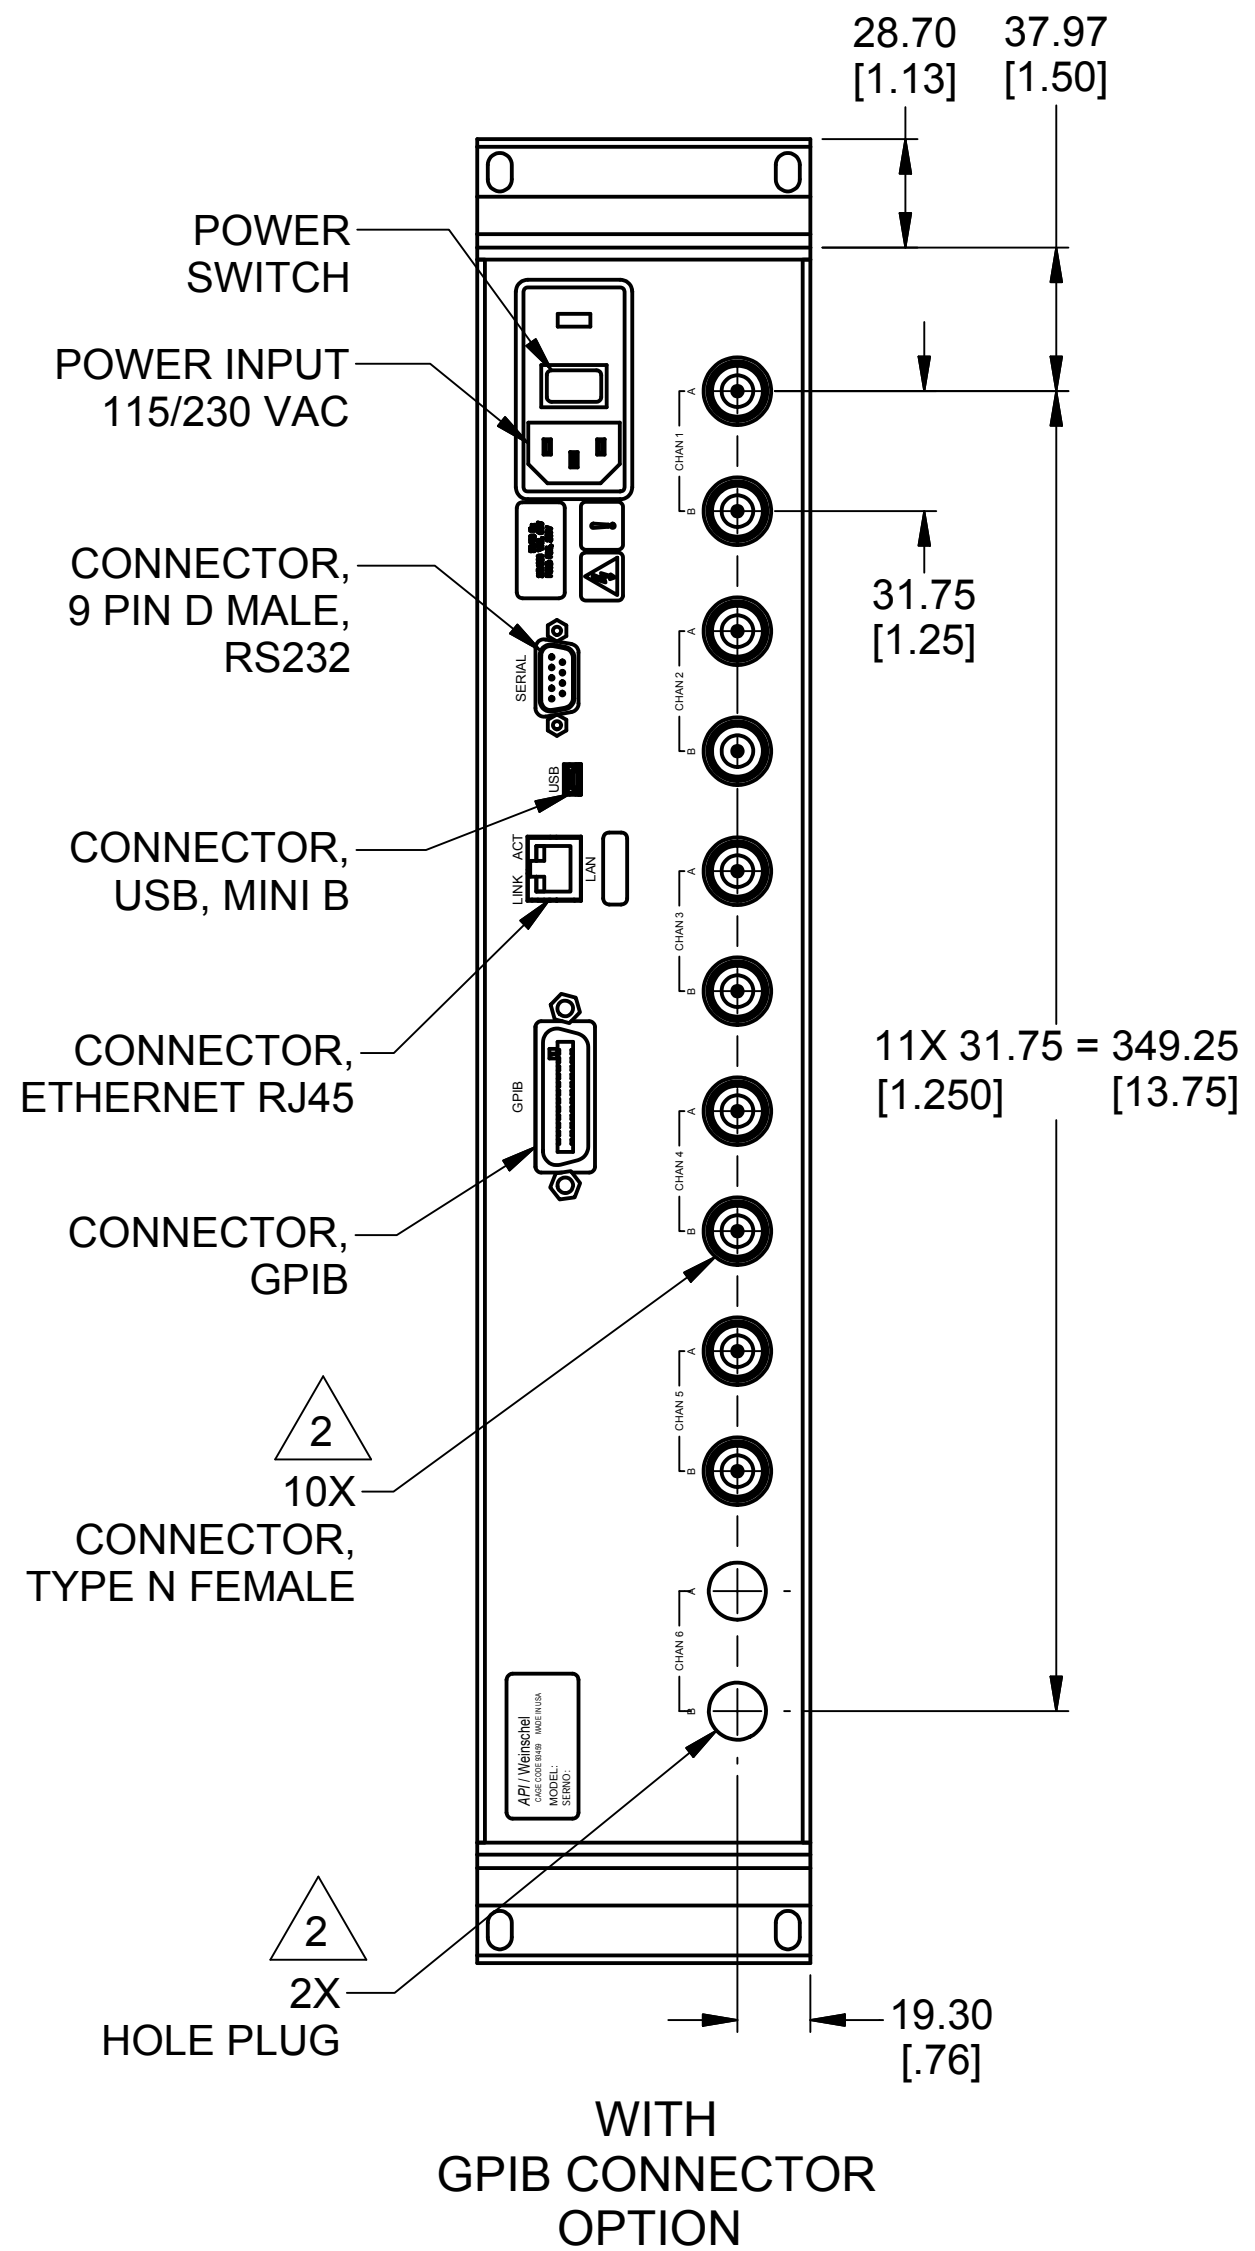 28.70
[1.13]
37.97
[1.50]
POWER
SWITCH
POWER INPUT
115/230 VAC
CONNECTOR,
9 PIN D MALE,
RS232
CONNECTOR,
USB, MINI B
CONNECTOR,
ETHERNET RJ45
CONNECTOR,
GPIB
2
10X
CONNECTOR,
TYPE N FEMALE
2
2X
HOLE PLUG
SERIAL
USB
LINK ACT
LAN
GPIB
API / Weinschel
CAGE CODE 93459 MADE IN USA
MODEL:
SERNO:
A
CHAN 1
B
A
CHAN 2
B
A
CHAN 3
B
A
CHAN 4
B
A
CHAN 5
B
A
CHAN 6
B
31.75
[1.25]
11X 31.75 = 349.25
[1.250] [13.75]
19.30
[.76]
WITH
GPIB CONNECTOR
OPTION